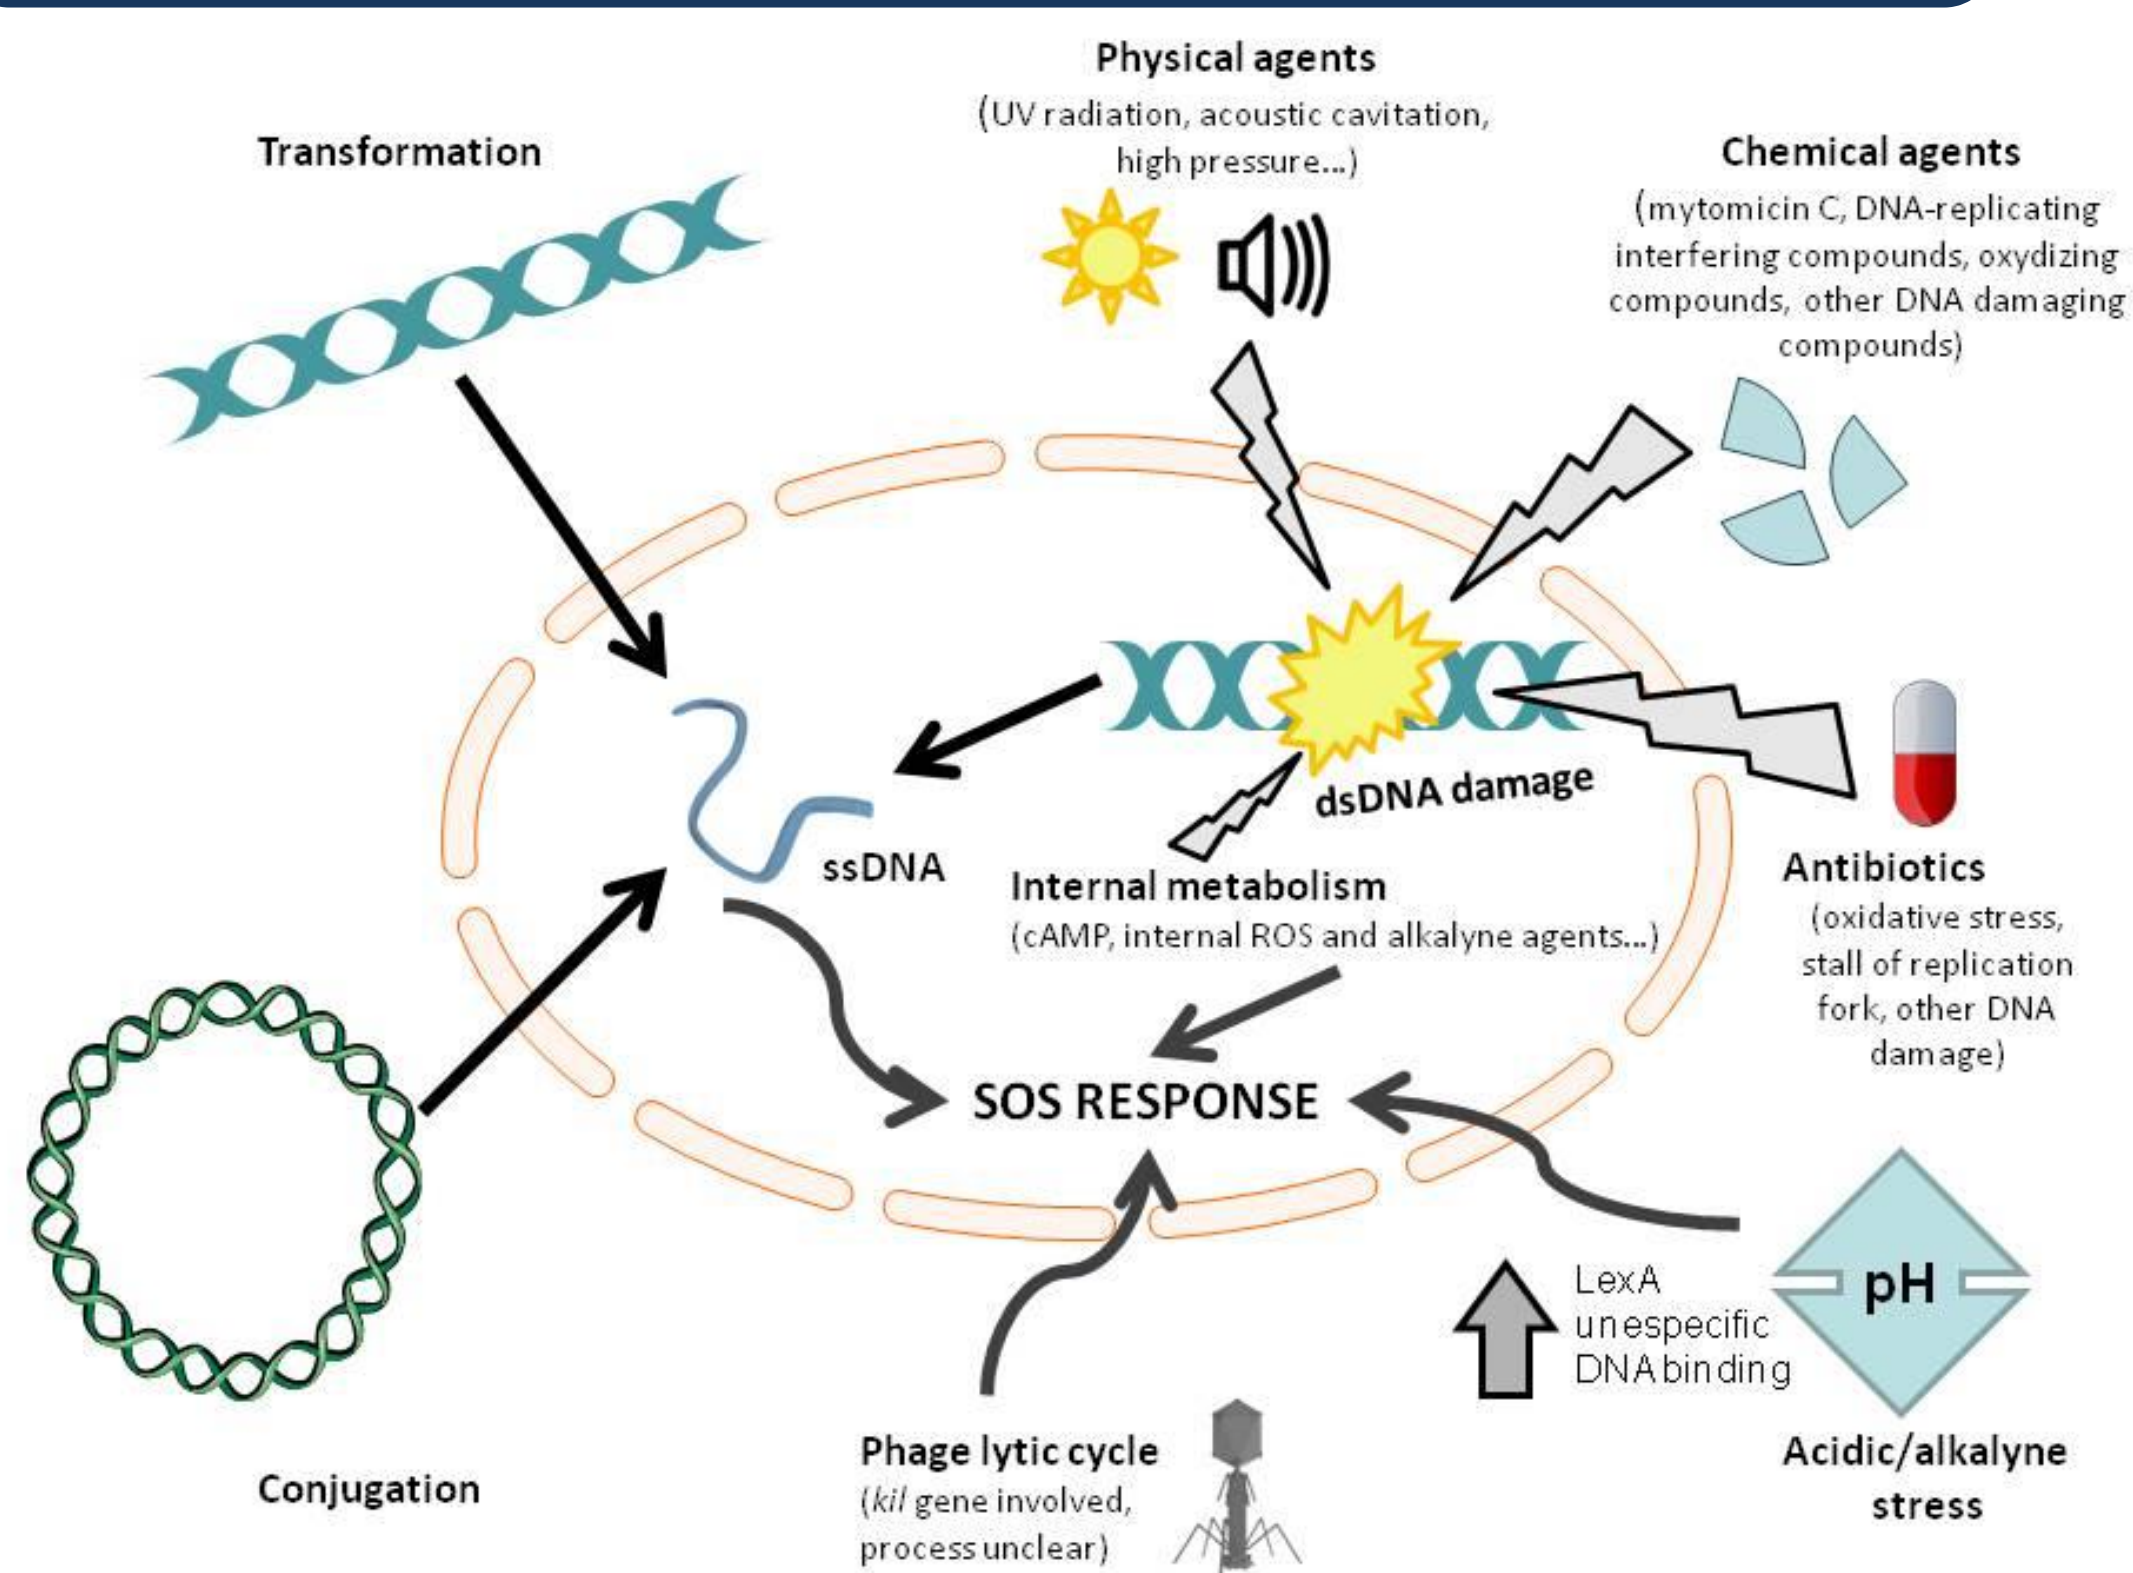 Physical agents
(UV radiation, acoustic cavitation,
high pressure...)
Transformation
Chemical agents
(mytomicin C, DNA-replicating
interfering compounds, oxydizing
compounds, other DNA damaging
compounds)
dsDNA damage
ssDNA
Internal metabolism
(cAMP, internal ROS and alkalyne agents...)
Antibiotics
(oxidative stress,
stall of replication
fork, other DNA
damage)
SOS RESPONSE
LexA
unespecific
DNA binding
pH
Acidic/alkalyne
stress
Phage lytic cycle
(kil gene involved,
process unclear)
Conjugation